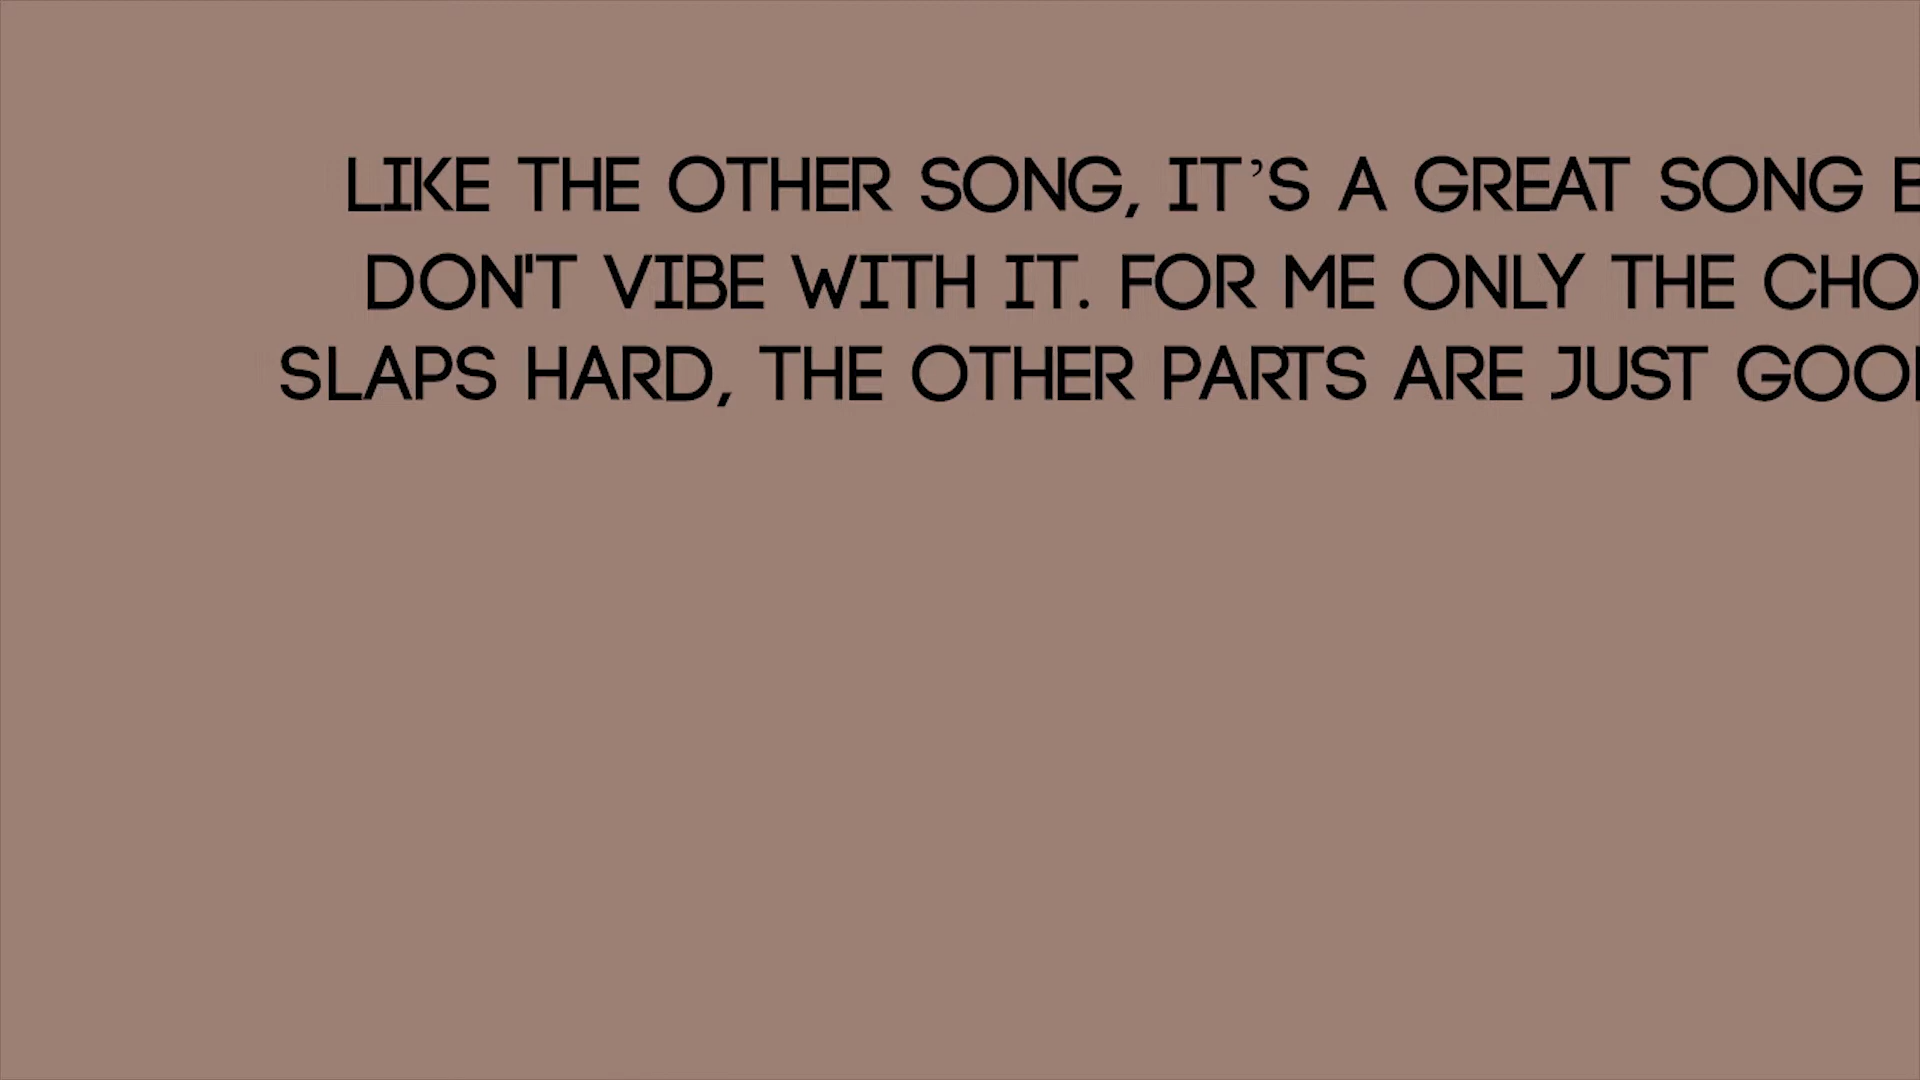 LIKE THE OTHER SONG, IT’S A GREAT SONG
DON'T VIBE WITH IT. FOR ME ONLY THE
SLAPS HARD, THE OTHER PARTS ARE JUST